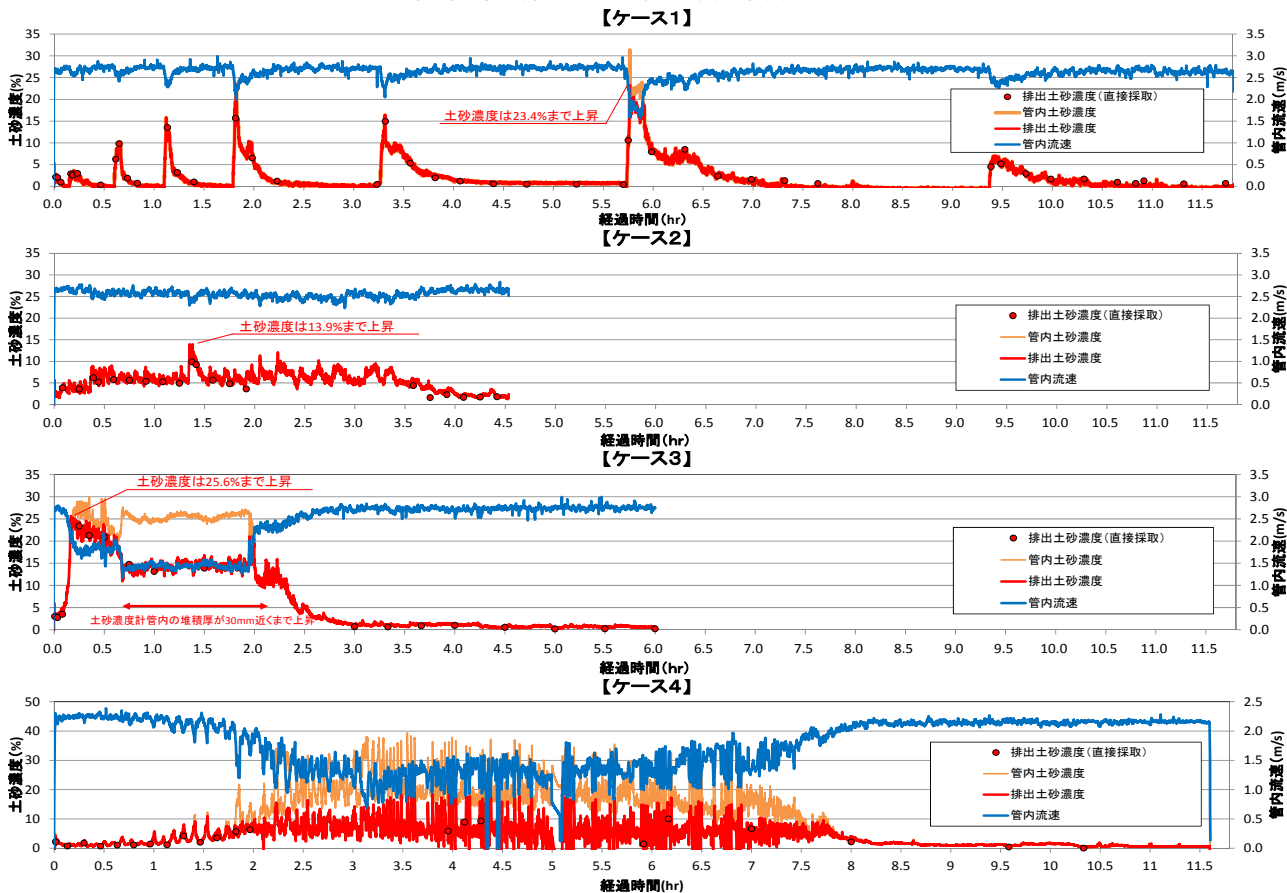 【ケース1】
土砂濃度(%)
35
30
25
20
15
10
5
0
3.5
3.0
2.5
2.0
1.5
1.0
0.5
0.0
管内流速(m/s)
土砂濃度は23.4%まで上昇
排出土砂濃度(直接採取)
管内土砂濃度
排出土砂濃度
管内流速
0.0 0.5 1.0 1.5 2.0 2.5 3.0 3.5 4.0 4.5 5.0 5.5 6.0 6.5 7.0 7.5 8.0 8.5 9.0 9.5 10.0 10.5 11.0 11.5
経過時間(hr)
【ケース2】
土砂濃度(%)
35
30
25
20
15
10
5
0
3.5
3.0
2.5
2.0
1.5
1.0
0.5
0.0
管内流速(m/s)
土砂濃度は13.9%まで上昇
排出土砂濃度(直接採取)
管内土砂濃度
排出土砂濃度
管内流速
0.0 0.5 1.0 1.5 2.0 2.5 3.0 3.5 4.0 4.5 5.0 5.5 6.0 6.5 7.0 7.5 8.0 8.5 9.0 9.5 10.0 10.5 11.0 11.5
経過時間(hr)
【ケース3】
土砂濃度(%)
35
30
25
20
15
10
5
0
3.5
3.0
2.5
2.0
1.5
1.0
0.5
0.0
管内流速(m/s)
土砂濃度は25.6%まで上昇
土砂濃度計管内の堆積厚が30mm近くまで上昇
排出土砂濃度(直接採取)
管内土砂濃度
排出土砂濃度
管内流速
0.0 0.5 1.0 1.5 2.0 2.5 3.0 3.5 4.0 4.5 5.0 5.5 6.0 6.5 7.0 7.5 8.0 8.5 9.0 9.5 10.0 10.5 11.0 11.5
経過時間(hr)
【ケース4】
土砂濃度(%)
50
40
30
20
10
0
2.5
2.0
1.5
1.0
0.5
0.0
管内流速(m/s)
排出土砂濃度(直接採取)
管内土砂濃度
排出土砂濃度
管内流速
0.0 0.5 1.0 1.5 2.0 2.5 3.0 3.5 4.0 4.5 5.0 5.5 6.0 6.5 7.0 7.5 8.0 8.5 9.0 9.5 10.0 10.5 11.0 11.5
経過時間(hr)